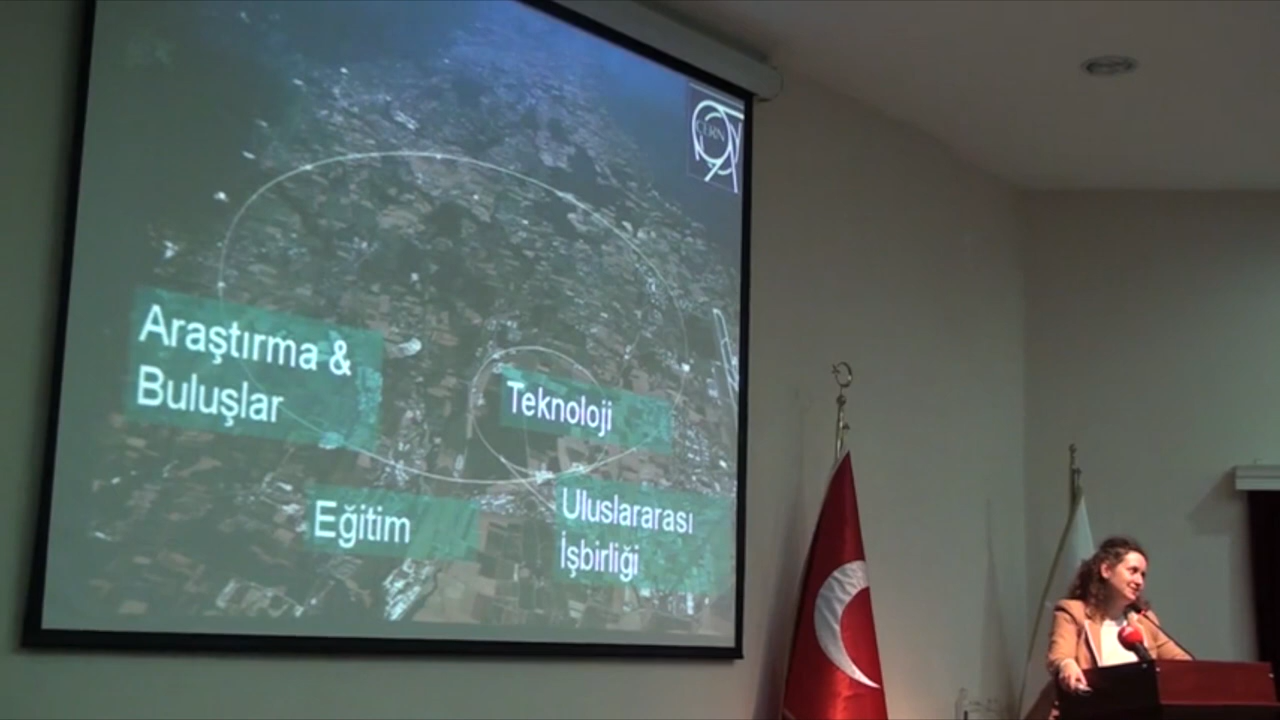 CERN
Araştırma &
Buluşlar
Teknoloji
Eğitim
Uluslararası
İşbirliği